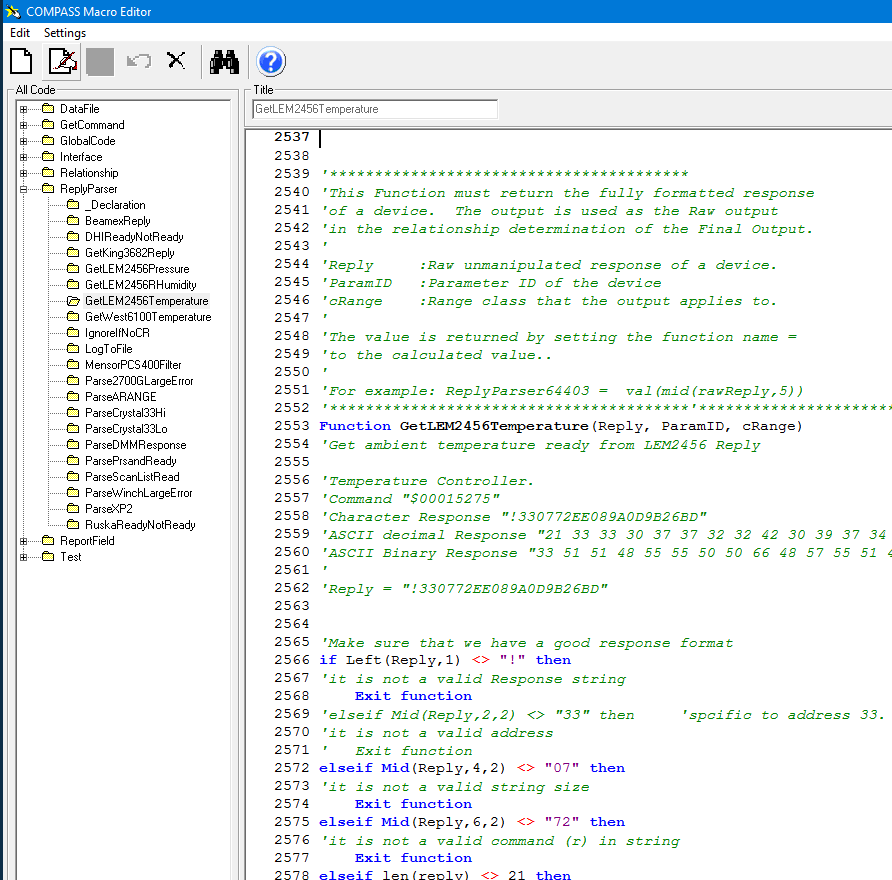 COMPASS Macro Editor
Edit Settings
All Code
Title
GetLEM2456Temperature
DataFile
GetCommand
GlobalCode
Interface
Relationship
ReplyParser
_Declaration
BeamexReply
DHIReadyNotReady
GetKing3682Reply
GetLEM2456Pressure
GetLEM2456RHumidity
GetLEM2456Temperature
GetWest6100Temperature
IgnoreIfNoCR
LogToFile
MensorPCS400Filter
Parse2700GLargeError
ParseARANGE
ParseCrystal33Hi
ParseCrystal33Lo
ParseDMMResponse
ParsePrsandReady
ParseScanListRead
ParseWinchLargeError
ParseXP2
RuskaReadyNotReady
ReportField
Test
2537
2538
2539 '****************************************
2540 'This Function must return the fully formatted response
2541 'of a device.  The output is used as the Raw output
2542 'in the relationship determination of the Final Output.
2543 '
2544 'Reply     :Raw unmanipulated response of a device.
2545 'ParamID   :Parameter ID of the device
2546 'cRange    :Range class that the output applies to.
2547 '
2548 'The value is returned by setting the function name =
2549 'to the calculated value..
2550 '
2551 'For example: ReplyParser64403 =  val(mid(rawReply,5))
2552 '****************************************'**********************
2553 Function GetLEM2456Temperature(Reply, ParamID, cRange)
2554 'Get ambient temperature ready from LEM2456 Reply
2555
2556 'Temperature Controller.
2557 'Command "$00015275"
2558 'Character Response "!330772EE089A0D9B26BD"
2559 'ASCII decimal Response "21 33 33 30 37 37 32 32 42 30 39 37 34
2560 'ASCII Binary Response "33 51 51 48 55 55 50 50 66 48 57 55 51 4
2561 '
2562 'Reply = "!330772EE089A0D9B26BD"
2563
2564
2565 'Make sure that we have a good response format
2566 if Left(Reply,1) <> "!" then
2567 'it is not a valid Response string
2568     Exit function
2569 'elseif Mid(Reply,2,2) <> "33" then     'spoific to address 33.
2570 'it is not a valid address
2571 '   Exit function
2572 elseif Mid(Reply,4,2) <> "07" then
2573 'it is not a valid string size
2574     Exit function
2575 elseif Mid(Reply,6,2) <> "72" then
2576 'it is not a valid command (r) in string
2577     Exit function
2578 elseif len(reply) <> 21 then